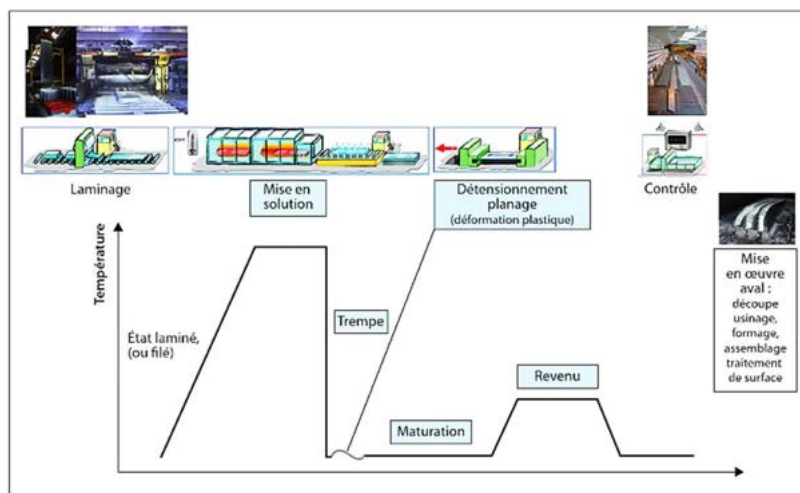 Laminage
Mise en
solution
Détensionnement
planage
(déformation plastique)
Contrôle
Température
État laminé,
(ou filé)
Trempe
Maturation
Revenu
Mise
en œuvre
aval :
découpe
usinage,
formage,
assemblage
traitement
de surface